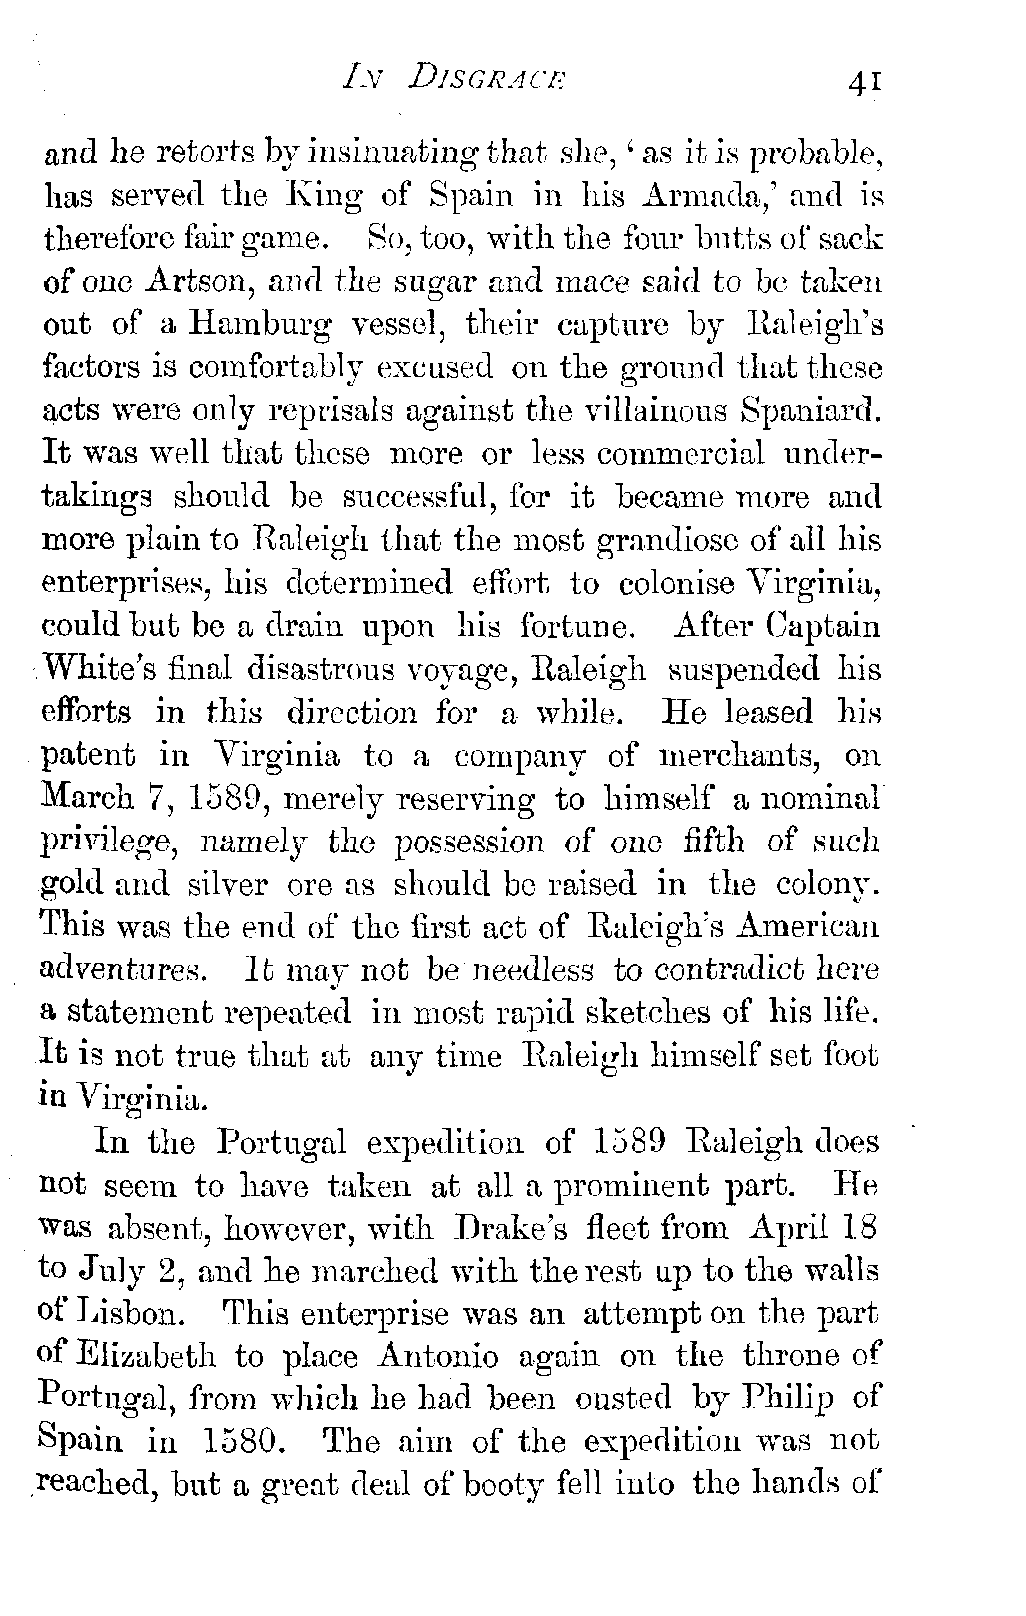 IN DISGRACE 41
and he retorts by insinuating that she, ‘ as it is probable,
has served the King of Spain in his Armada,’ and is
therefore fair game. So, too, with the four butts of sack
of one Artson, and the sugar and mace said to be taken
out of a Hamburg vessel, their capture by Raleigh’s
factors is comfortably excused on the ground that these
acts were only reprisals against the villainous Spaniard.
It was well that these more or less commercial under-
takings should be successful, for it became more and
more plain to Raleigh that the most grandiose of all his
enterprises, his determined effort to colonise Virginia,
could but be a drain upon his fortune. After Captain
White’s final disastrous voyage, Raleigh suspended his
efforts in this direction for a while. He leased his
patent in Virginia to a company of merchants, on
March 7, 1589, merely reserving to himself a nominal
privilege, namely the possession of one fifth of such
gold and silver ore as should be raised in the colony.
This was the end of the first act of Raleigh’s American
adventures. It may not be needless to contradict here
a statement repeated in most rapid sketches of his life.
It is not true that at any time Raleigh himself set foot
in Virginia.
In the Portugal expedition of 1589 Raleigh does
not seem to have taken at all a prominent part. He
was absent, however, with Drake’s fleet from April 18
to July 2, and he marched with the rest up to the walls
of Lisbon. This enterprise was an attempt on the part
of Elizabeth to place Antonio again on the throne of
Portugal, from which he had been ousted by Philip of
Spain in 1580. The aim of the expedition was not
reached, but a great deal of booty fell into the hands of